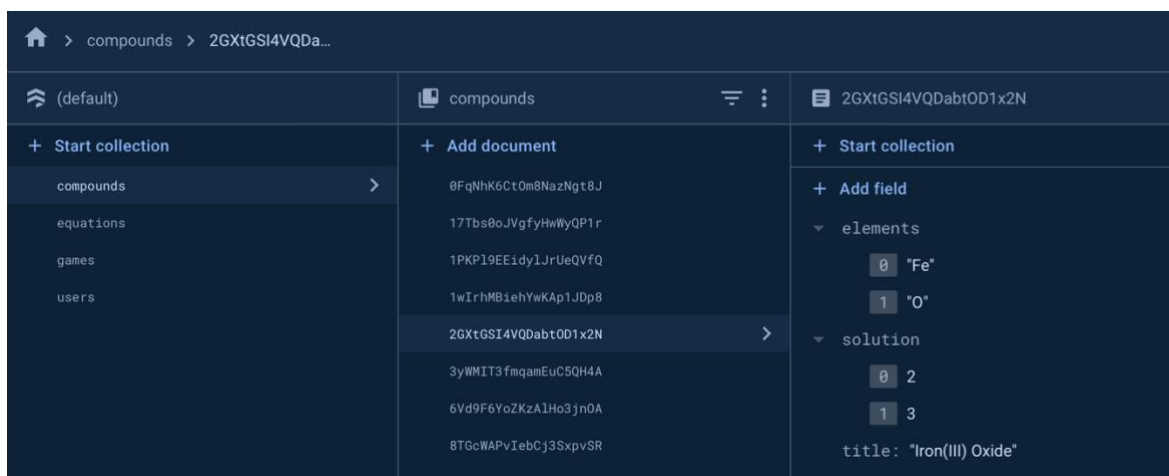 > compounds > 2GXtGSI4VQDa...
(default)
+ Start collection
compounds
equations
games
users
compounds
+ Add document
0FqNhK6CtOm8NazNgt8J
17Tbs0oJVgfyHwWyQP1r
1PKPl9EEidylJrUeQVfQ
1wIrhMBiehYwKAp1JDp8
2GXtGSI4VQDabtOD1x2N
3yWMIT3fmqamEuC5QH4A
6Vd9F6YoZKzAlHo3jnOA
8TGcWAPvIebCj3SxpvSR
2GXtGSI4VQDabtOD1x2N
+ Start collection
+ Add field
elements
0 "Fe"
1 "O"
solution
0 2
1 3
title: "Iron(III) Oxide"